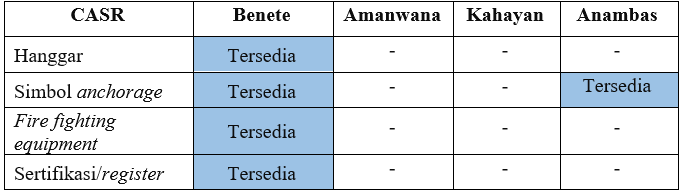 CASR Benete Amanwana Kahayan Anambas
Hanggar Tersedia - - -
Simbol anchorage Tersedia - - Tersedia
Fire fighting
equipment Tersedia - - -
Sertifikasi/register Tersedia - - -